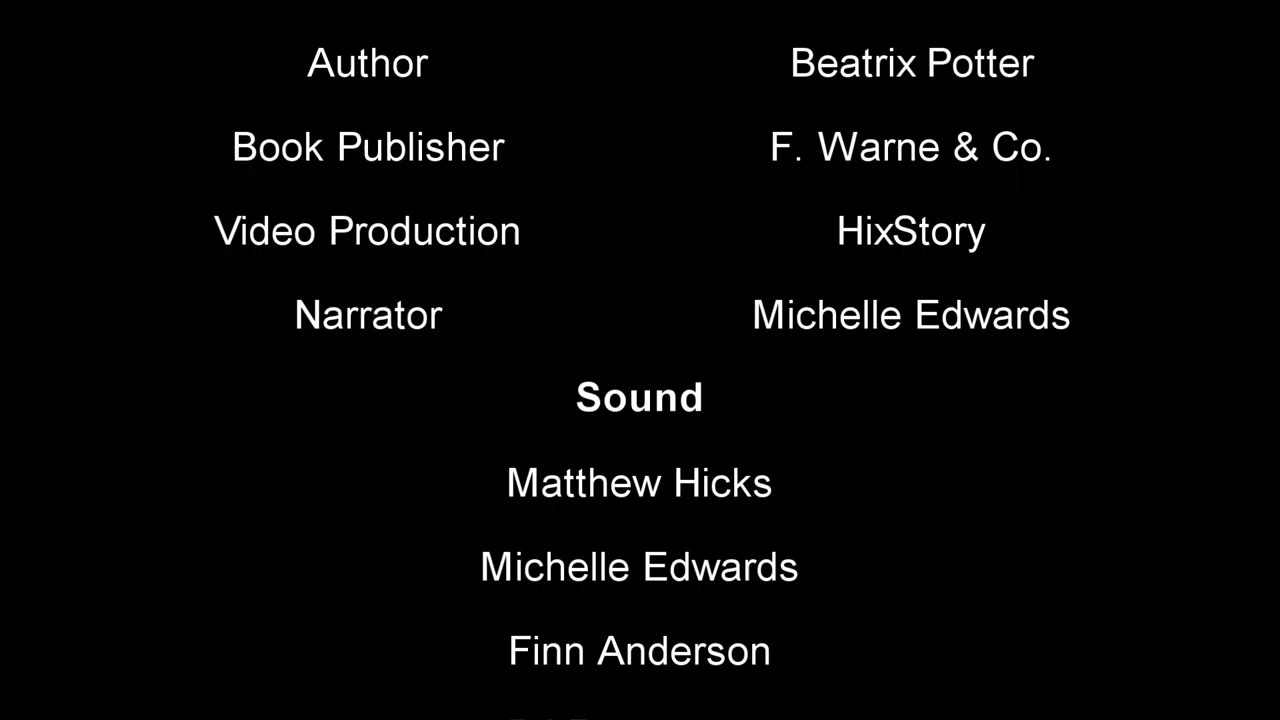 Author Beatrix Potter
Book Publisher F. Warne & Co.
Video Production HixStory
Narrator Michelle Edwards
Sound
Matthew Hicks
Michelle Edwards
Finn Anderson